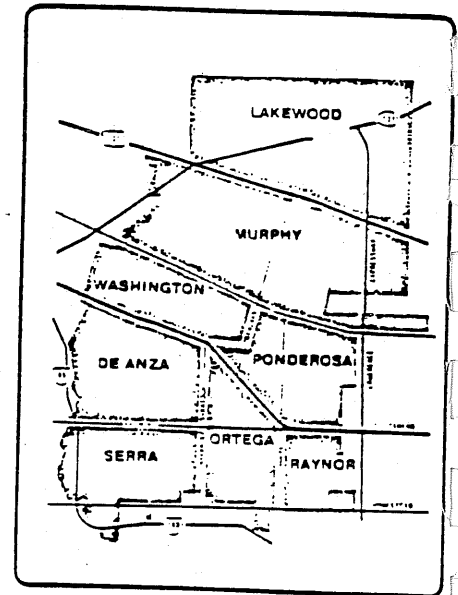 LAKEWOOD
MURPHY
WASHINGTON
DE ANZA
PONDEROSA
ORTEGA
SERRA
RAYNOR